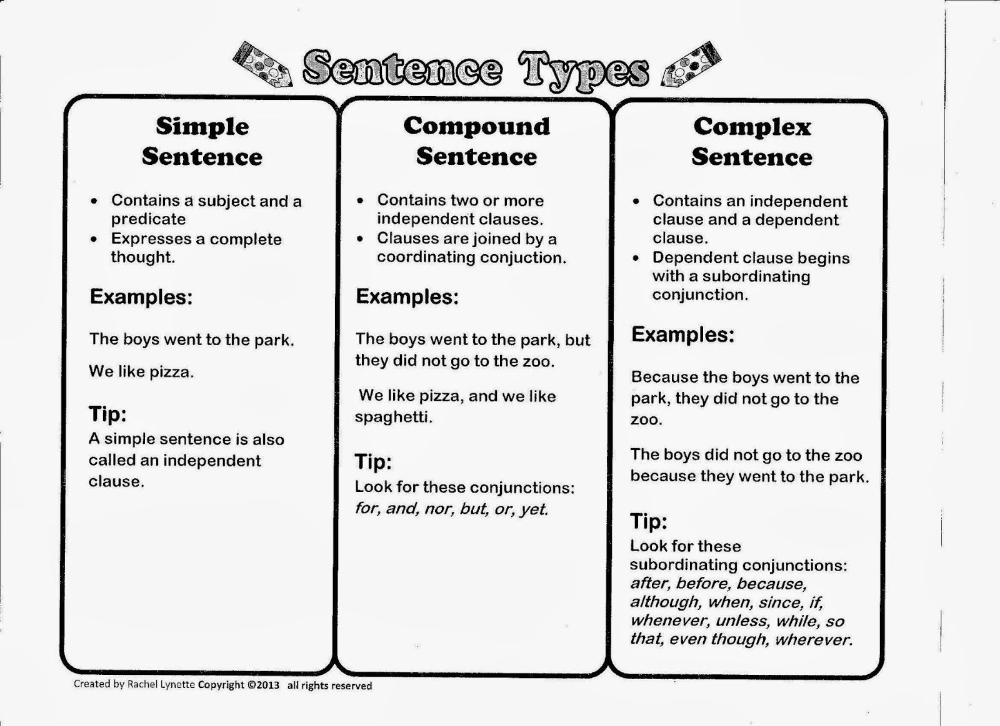 Sentence Types
Simple
Sentence
• Contains a subject and a
predicate
• Expresses a complete
thought.
Examples:
The boys went to the park.
We like pizza.
Tip:
A simple sentence is also
called an independent
clause.
Compound
Sentence
• Contains two or more
independent clauses.
• Clauses are joined by a
coordinating conjuction.
Examples:
The boys went to the park, but
they did not go to the zoo.
We like pizza, and we like
spaghetti.
Tip:
Look for these conjunctions:
for, and, nor, but, or, yet.
Complex
Sentence
• Contains an independent
clause and a dependent
clause.
• Dependent clause begins
with a subordinating
conjunction.
Examples:
Because the boys went to the
park, they did not go to the
zoo.
The boys did not go to the zoo
because they went to the park.
Tip:
Look for these
subordinating conjunctions:
after, before, because,
although, when, since, if,
whenever, unless, while, so
that, even though, wherever.
Created by Rachel Lynette Copyright ©2013 all rights reserved